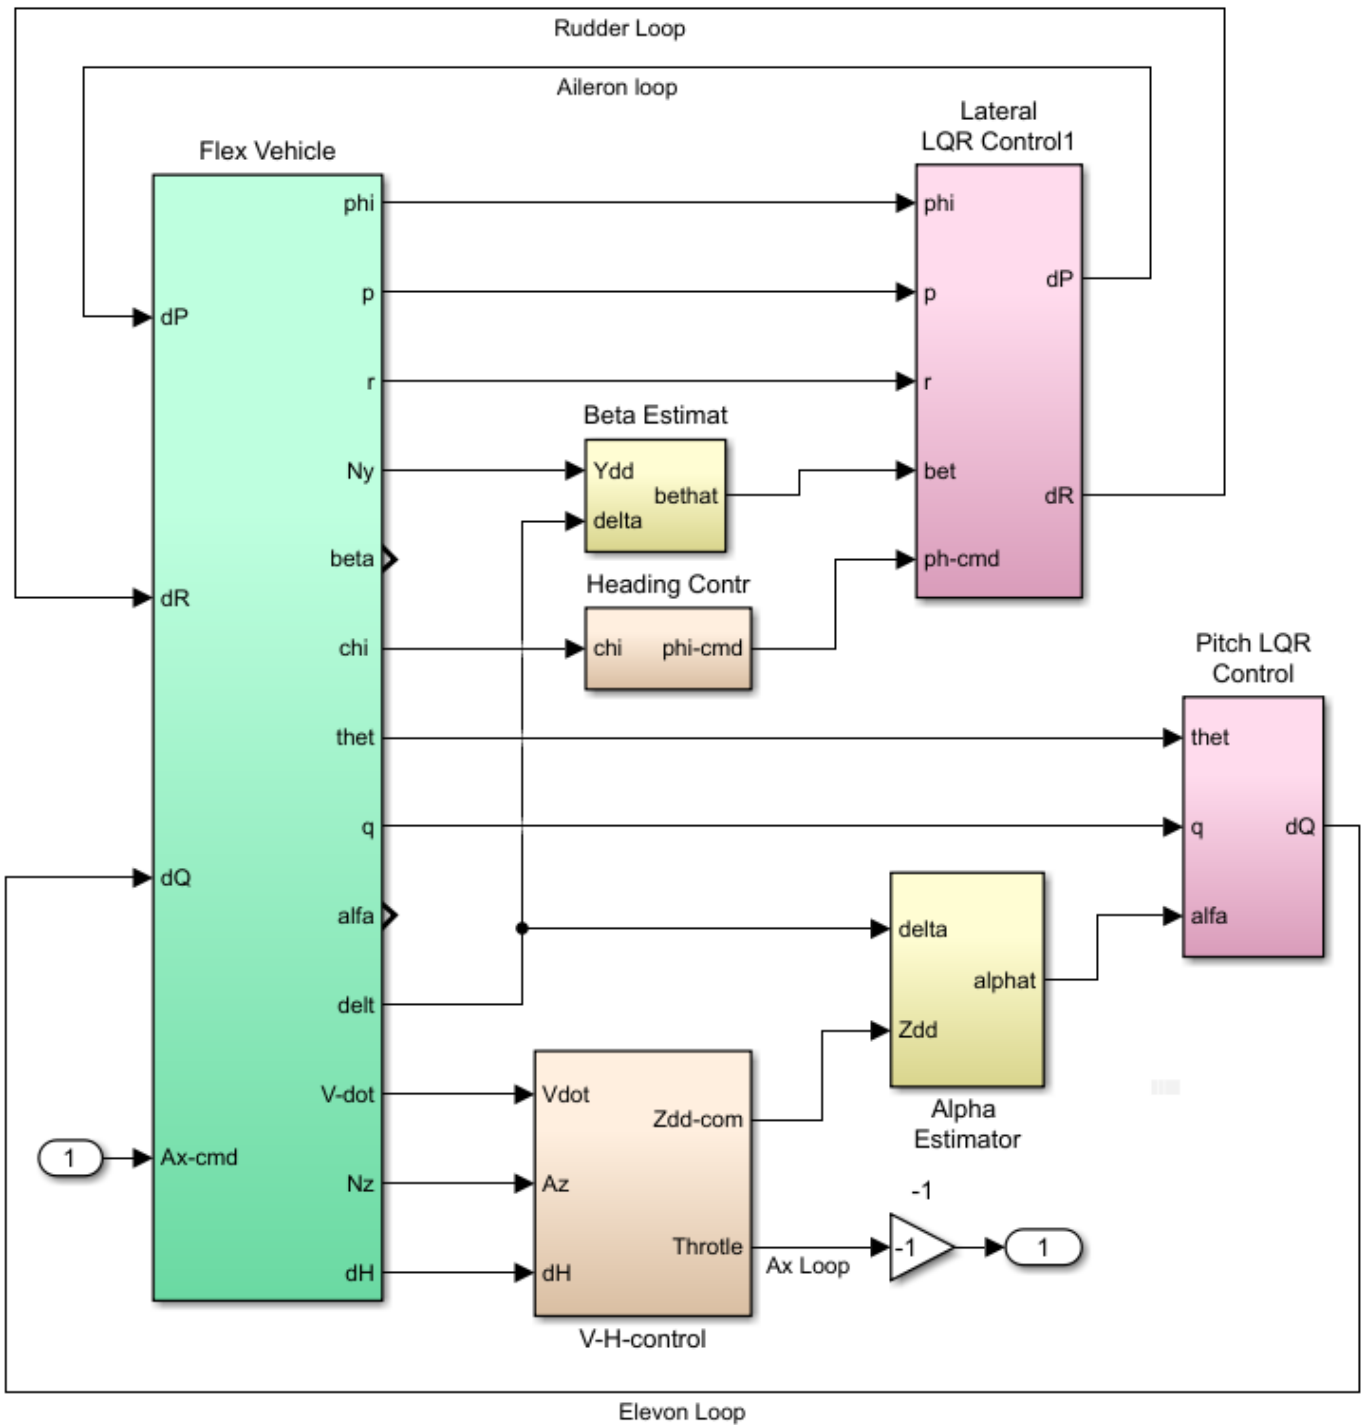 Rudder Loop
Aileron loop
Lateral
LQR Control1
Flex Vehicle
phi
p
r
Ny
beta
chi
thet
q
alfa
delt
V-dot
Nz
dH
dP
dR
dQ
Ax-cmd
1
phi
p
r
bet
ph-cmd
dP
dR
Beta Estimat
Ydd
delta
bethat
Heading Contr
chi
phi-cmd
Pitch LQR
Control
thet
q
alfa
dQ
delta
Zdd
alphat
Alpha
Estimator
Vdot
Az
dH
Zdd-com
Throtle
V-H-control
Ax Loop
-1
-1
1
Elevon Loop